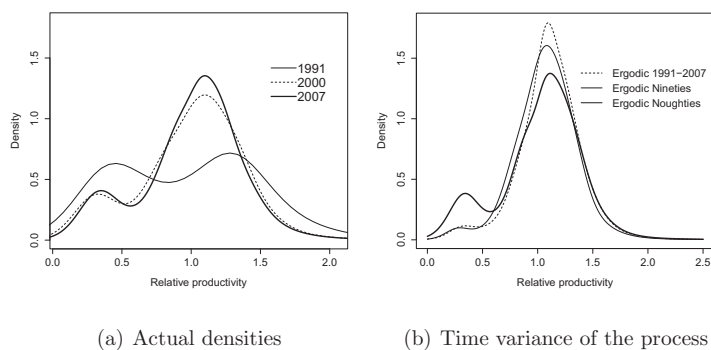 1991
2000
2007
Density
0.0
0.5
1.0
1.5
0.0
0.5
1.0
1.5
2.0
Relative productivity
Ergodic 1991−2007
Ergodic Nineties
Ergodic Noughties
Density
0.0
0.5
1.0
1.5
0.0
0.5
1.0
1.5
2.0
2.5
Relative productivity
(a) Actual densities
(b) Time variance of the process